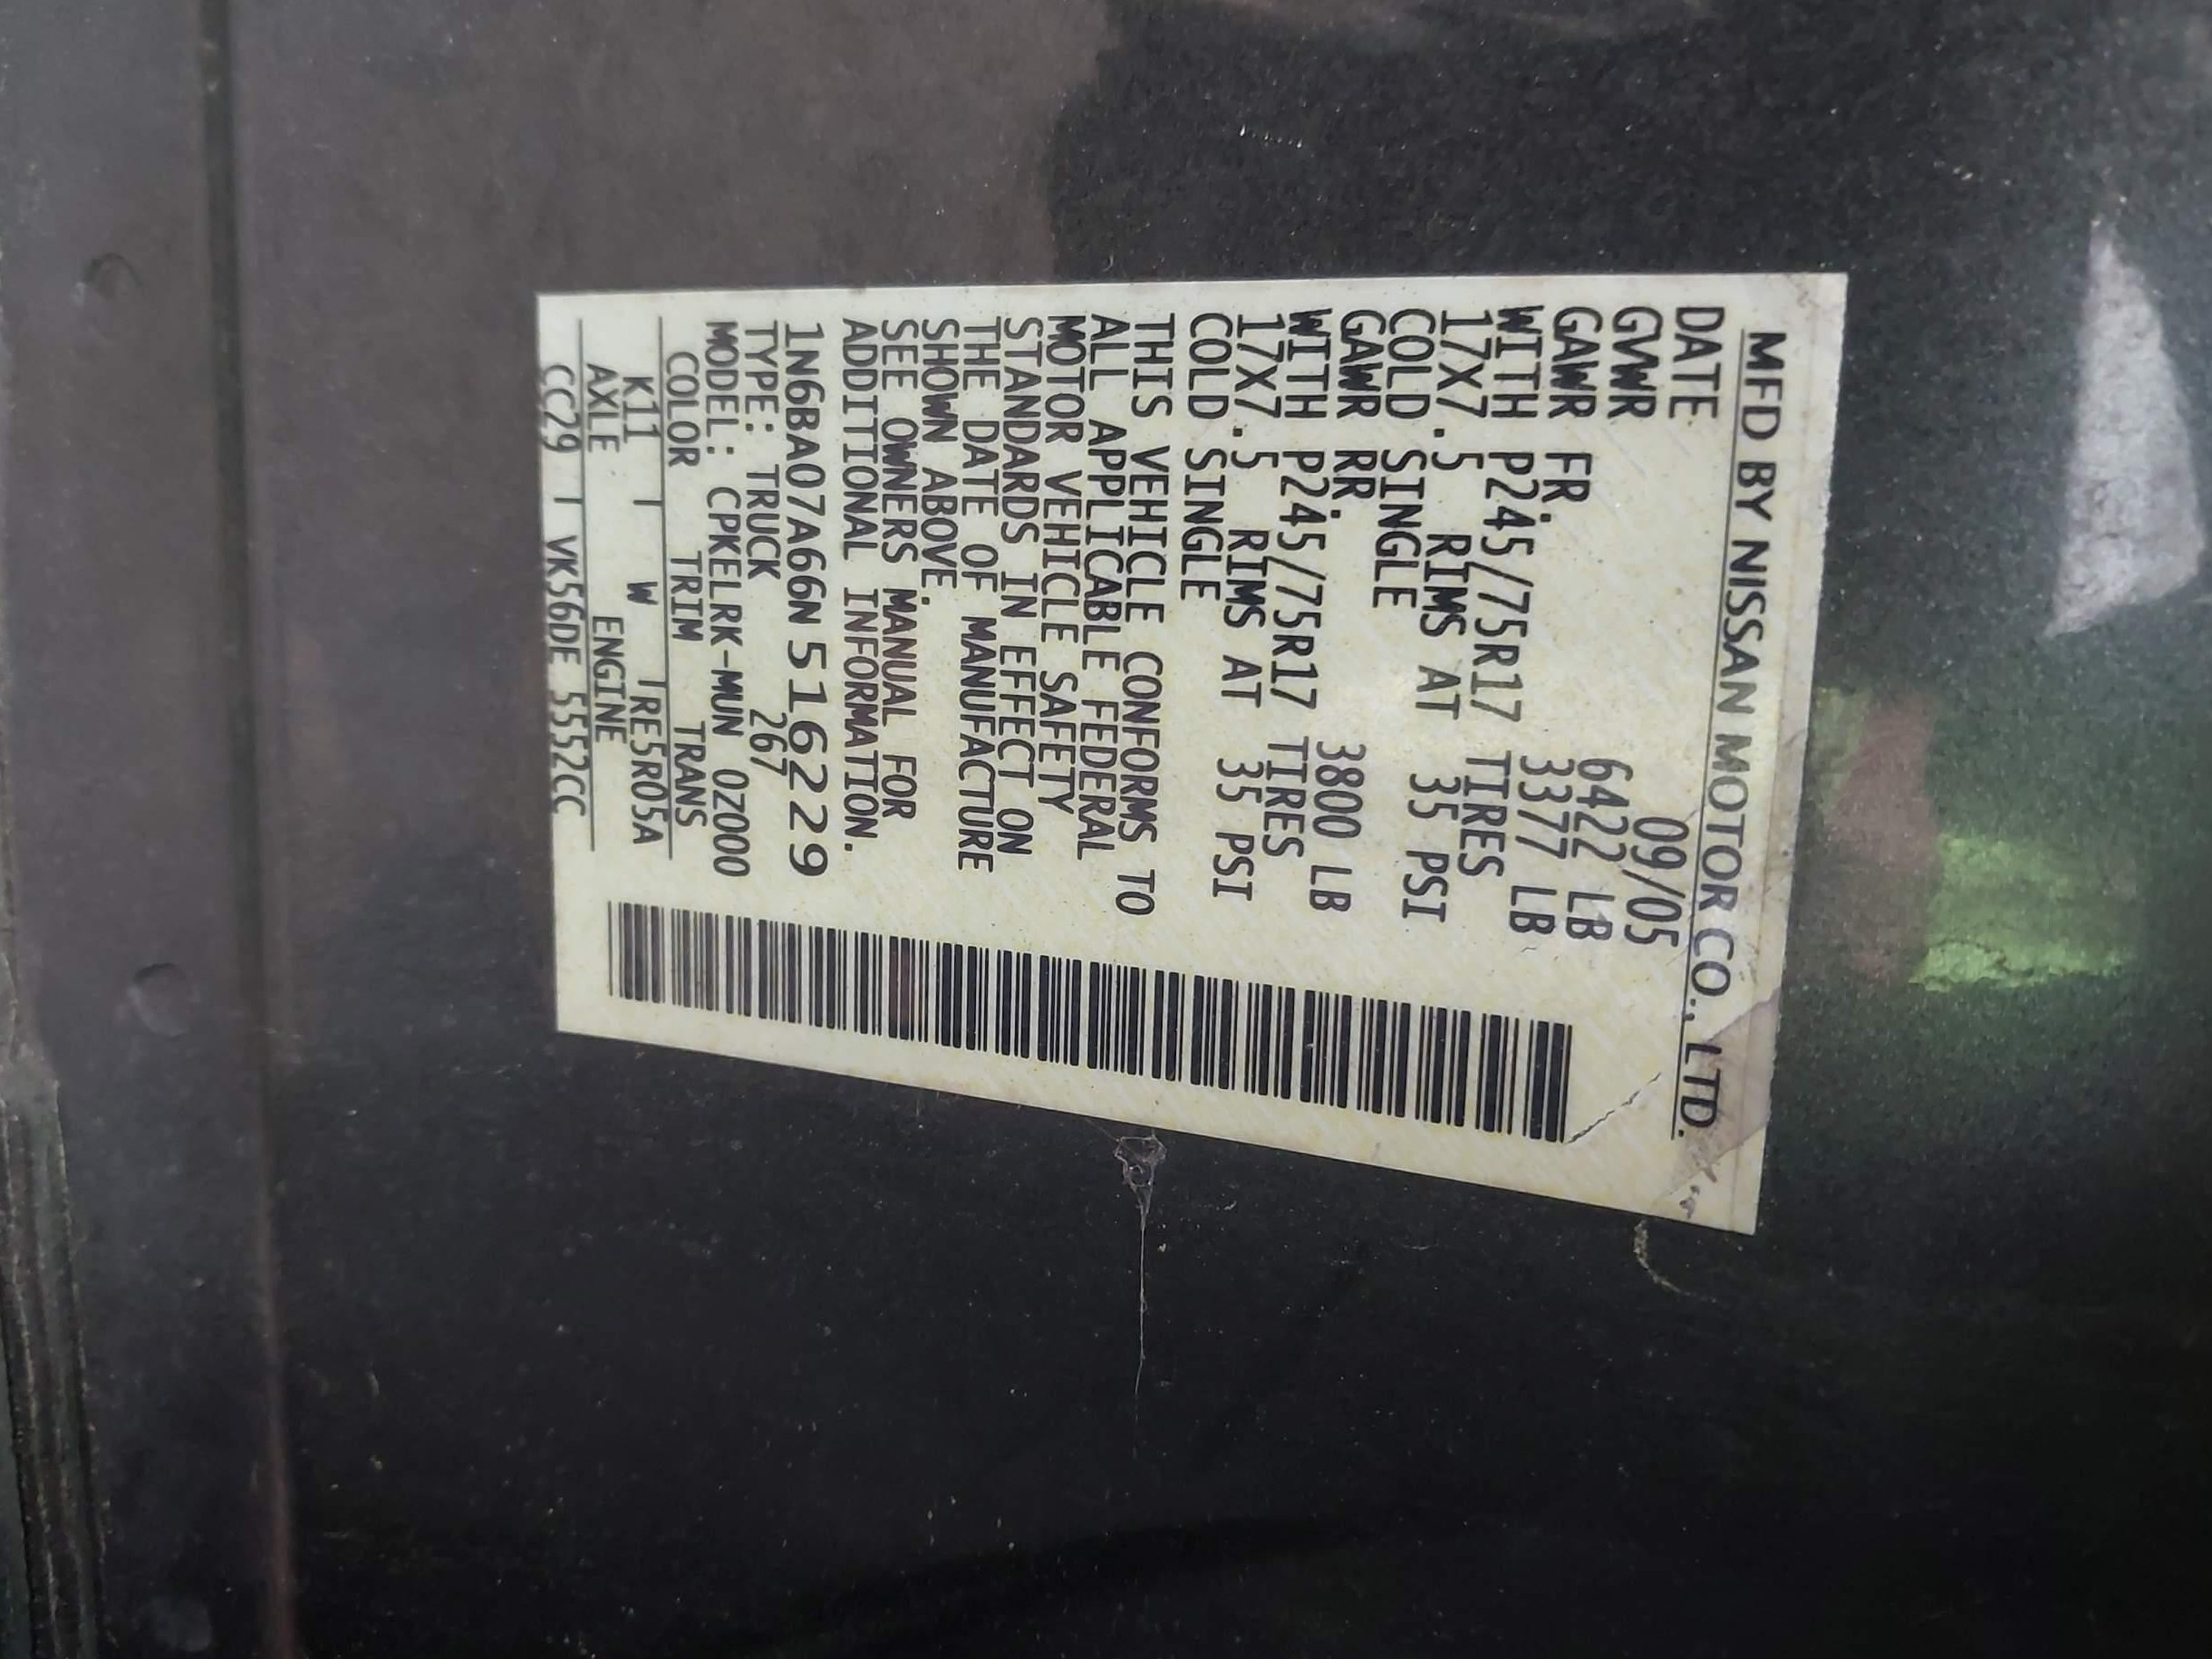 MFD BY NISSAN MOTOR CO., LTD.
DATE 09/05
GVWR 6422 LB
GAWR FR. 3377 LB
WITH P245/75R17 TIRES
17X7.5 RIMS AT 35 PSI
COLD SINGLE
GAWR RR. 3800 LB
WITH P245/75R17 TIRES
17X7.5 RIMS AT 35 PSI
COLD SINGLE
THIS VEHICLE CONFORMS TO
ALL APPLICABLE FEDERAL
MOTOR VEHICLE SAFETY
STANDARDS IN EFFECT ON
THE DATE OF MANUFACTURE
SHOWN ABOVE.
SEE OWNERS MANUAL FOR
ADDITIONAL INFORMATION.
1N6BA07A66N516229
TYPE: TRUCK 267
MODEL: CPKELRK-MUN 0Z000
COLOR TRIM TRANS
K11 W RE5R05A
AXLE ENGINE
CC29 VK56DE 5552CC